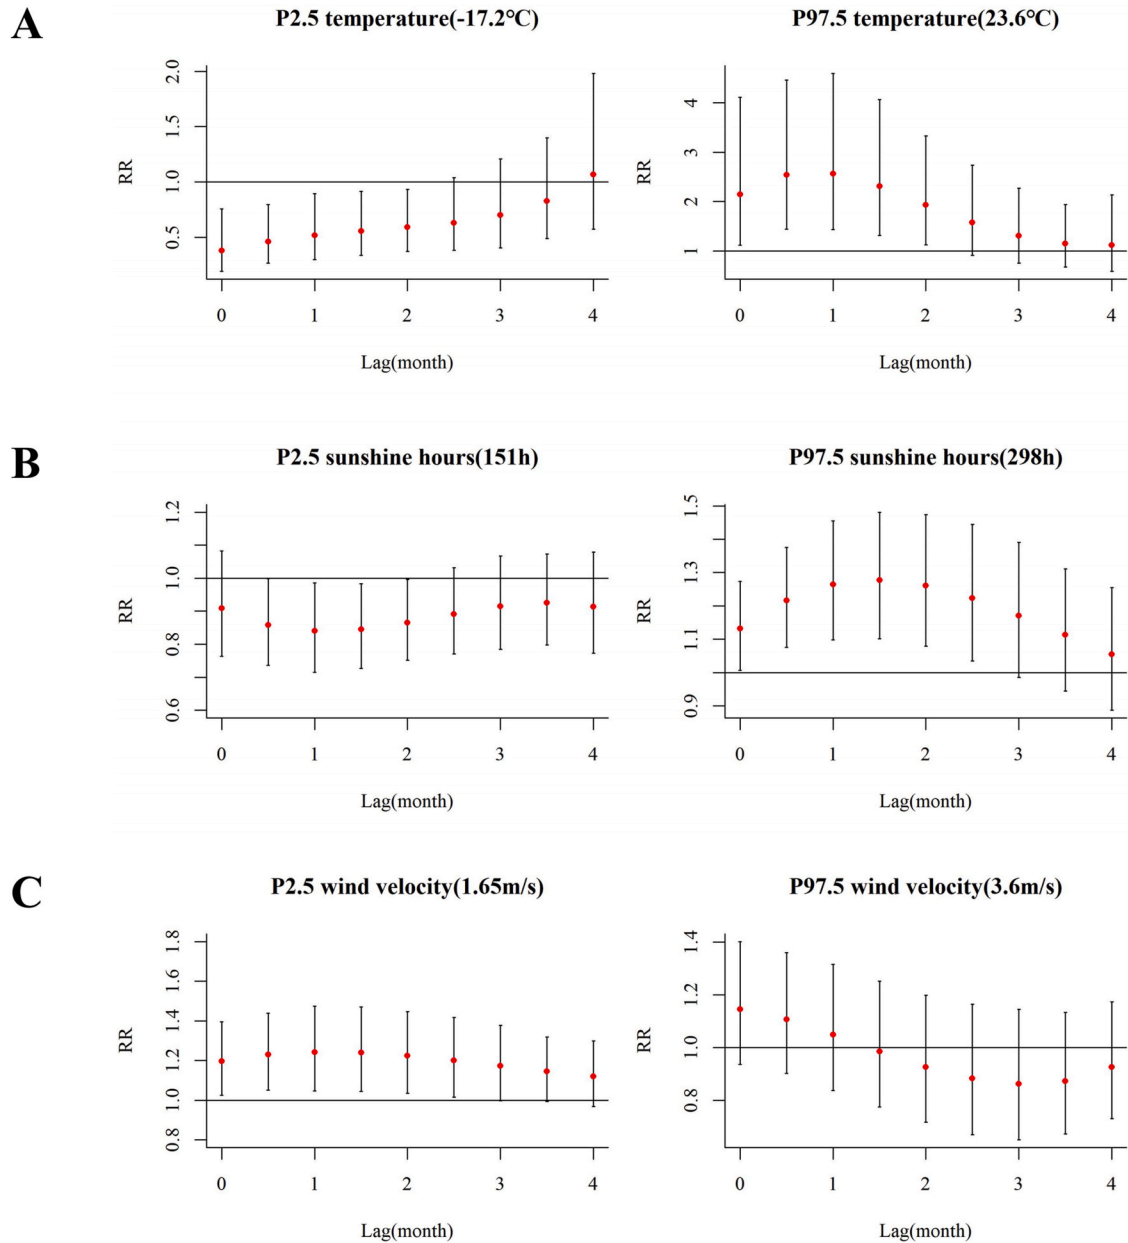 A
P2.5 temperature(-17.2℃)
P97.5 temperature(23.6℃)
RR
2.0
1.5
1.0
0.5
0 1 2 3 4
Lag(month)
RR
4
3
2
1
0 1 2 3 4
Lag(month)
B
P2.5 sunshine hours(151h)
P97.5 sunshine hours(298h)
RR
1.2
1.0
0.8
0.6
0 1 2 3 4
Lag(month)
RR
1.5
1.3
1.1
0.9
0 1 2 3 4
Lag(month)
C
P2.5 wind velocity(1.65m/s)
P97.5 wind velocity(3.6m/s)
RR
1.8
1.6
1.4
1.2
1.0
0.8
0 1 2 3 4
Lag(month)
RR
1.4
1.2
1.0
0.8
0 1 2 3 4
Lag(month)